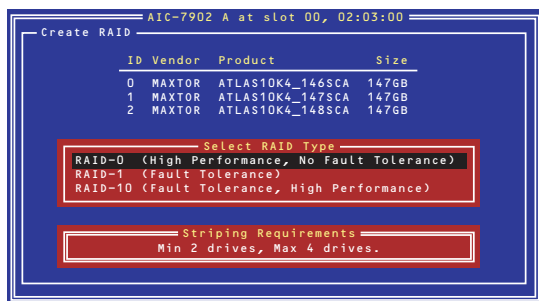 AIC-7902 A at slot 00, 02:03:00
Create RAID
ID Vendor Product Size
0 MAXTOR ATLAS10K4_146SCA 147GB
1 MAXTOR ATLAS10K4_147SCA 147GB
2 MAXTOR ATLAS10K4_148SCA 147GB
Select RAID Type
RAID-0 (High Performance, No Fault Tolerance)
RAID-1 (Fault Tolerance)
RAID-10 (Fault Tolerance, High Performance)
Striping Requirements
Min 2 drives, Max 4 drives.